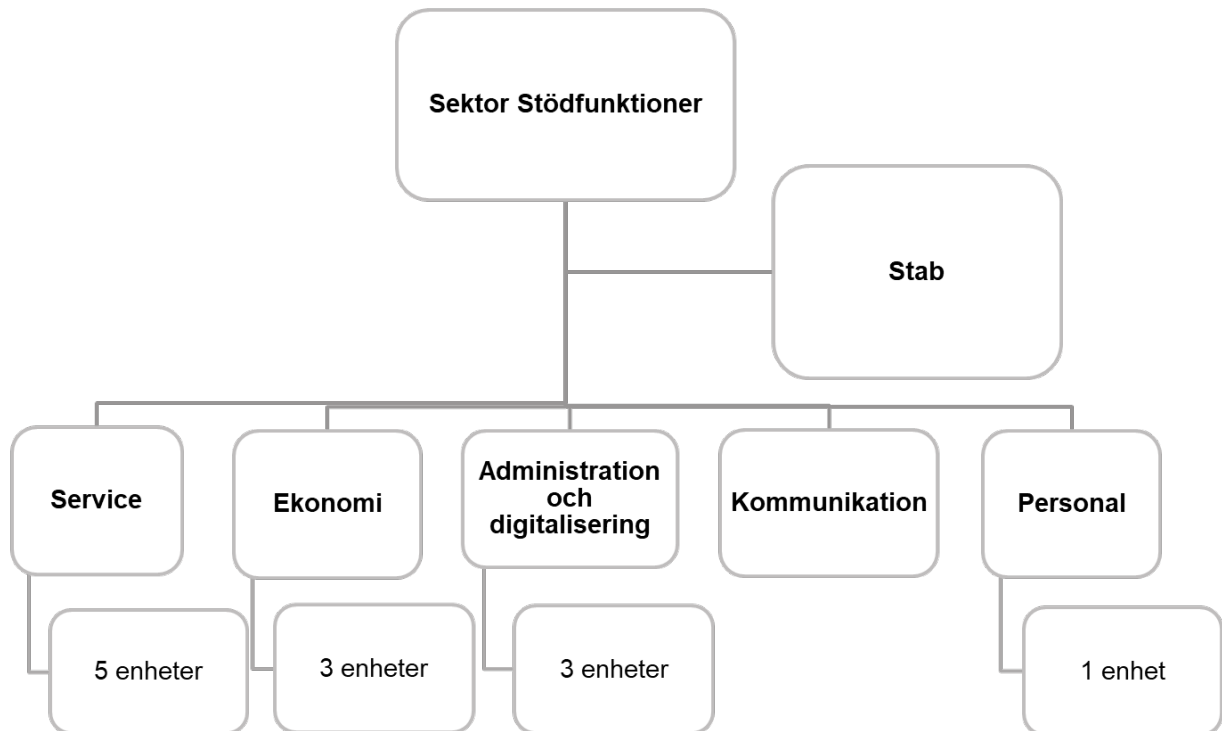 Sektor Stödfunktioner
Stab
Service
Ekonomi
Administration
och
digitalisering
Kommunikation
Personal
5 enheter
3 enheter
3 enheter
1 enhet